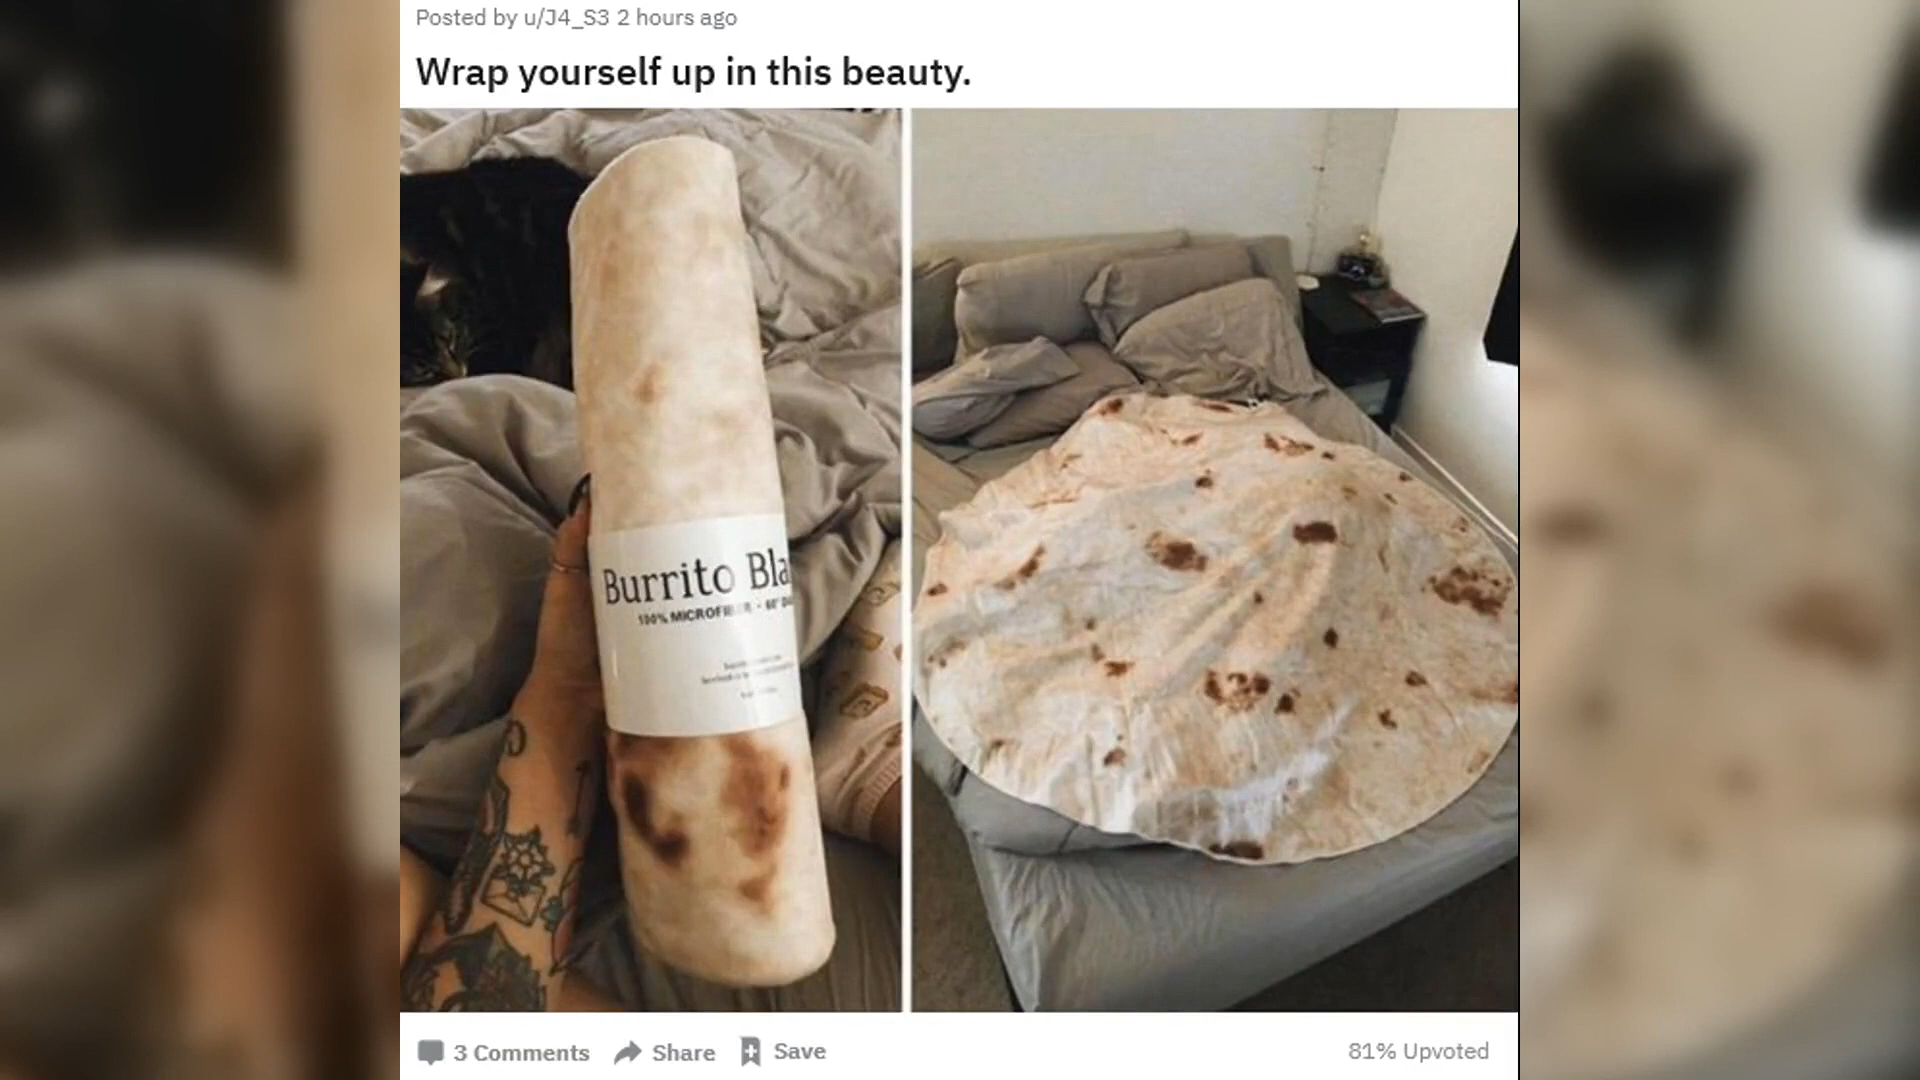 Posted by u/J4_S3 2 hours ago
Wrap yourself up in this beauty.
Burrito Bla
100% MICROFIBER
3 Comments Share Save 81% Upvoted